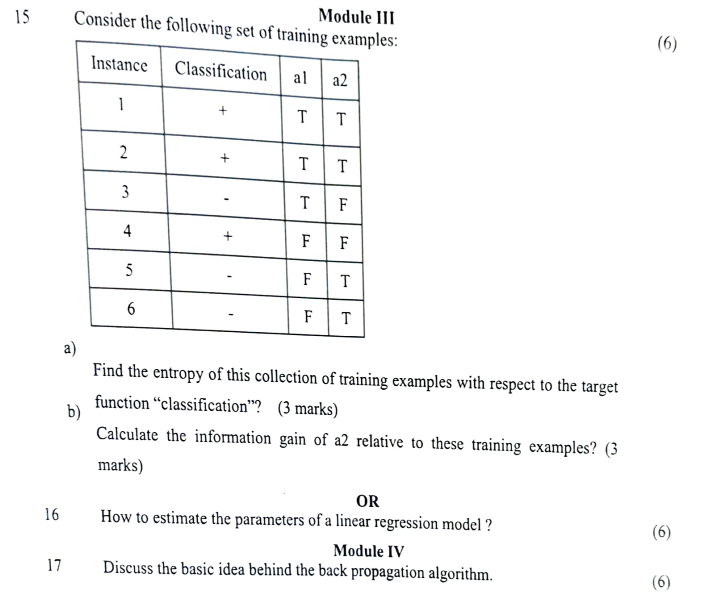 Module III
15 Consider the following set of training examples: (6)
Instance Classification a1 a2
1 + T T
2 + T T
3 - T F
4 + F F
5 - F T
6 - F T
a)
Find the entropy of this collection of training examples with respect to the target
function “classification”? (3 marks)
b)
Calculate the information gain of a2 relative to these training examples? (3
marks)
OR
16 How to estimate the parameters of a linear regression model ? (6)
Module IV
17 Discuss the basic idea behind the back propagation algorithm. (6)